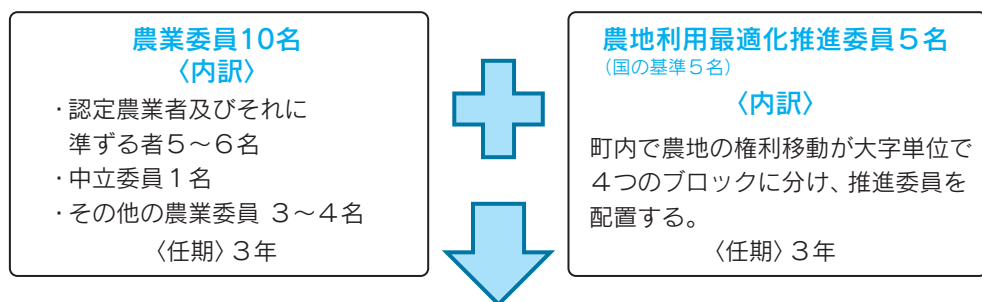 農業委員10名
〈内訳〉
・認定農業者及びそれに
準ずる者５～６名
・中立委員１名
・その他の農業委員 ３～４名
〈任期〉３年
農地利用最適化推進委員５名
（国の基準５名）
〈内訳〉
町内で農地の権利移動が大字単位で
４つのブロックに分け、推進委員を
配置する。
〈任期〉３年